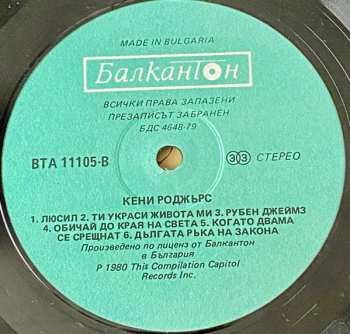 MADE IN BULGARIA
Балкантон
ВСИЧКИ ПРАВА ЗАПАЗЕНИ
ПРЕЗАПИСЪТ ЗАБРАНЕН
БДС 4648-79
ВТА 11105-В
33 СТЕРЕО
КЕНИ РОДЖЪРС
1. ЛЮСИЛ 2. ТИ УКРАСИ ЖИВОТА МИ 3. РУБЕН ДЖЕЙМЗ
4. ОБИЧАЙ ДО КРАЯ НА СВЕТА 5. КОГАТО ДВАМА
СЕ СРЕЩНАТ 6. ДЪЛГАТА РЪКА НА ЗАКОНА
Произведено по лиценз от Балкантон
в България
P 1980 This Compilation Capitol
Records Inc.